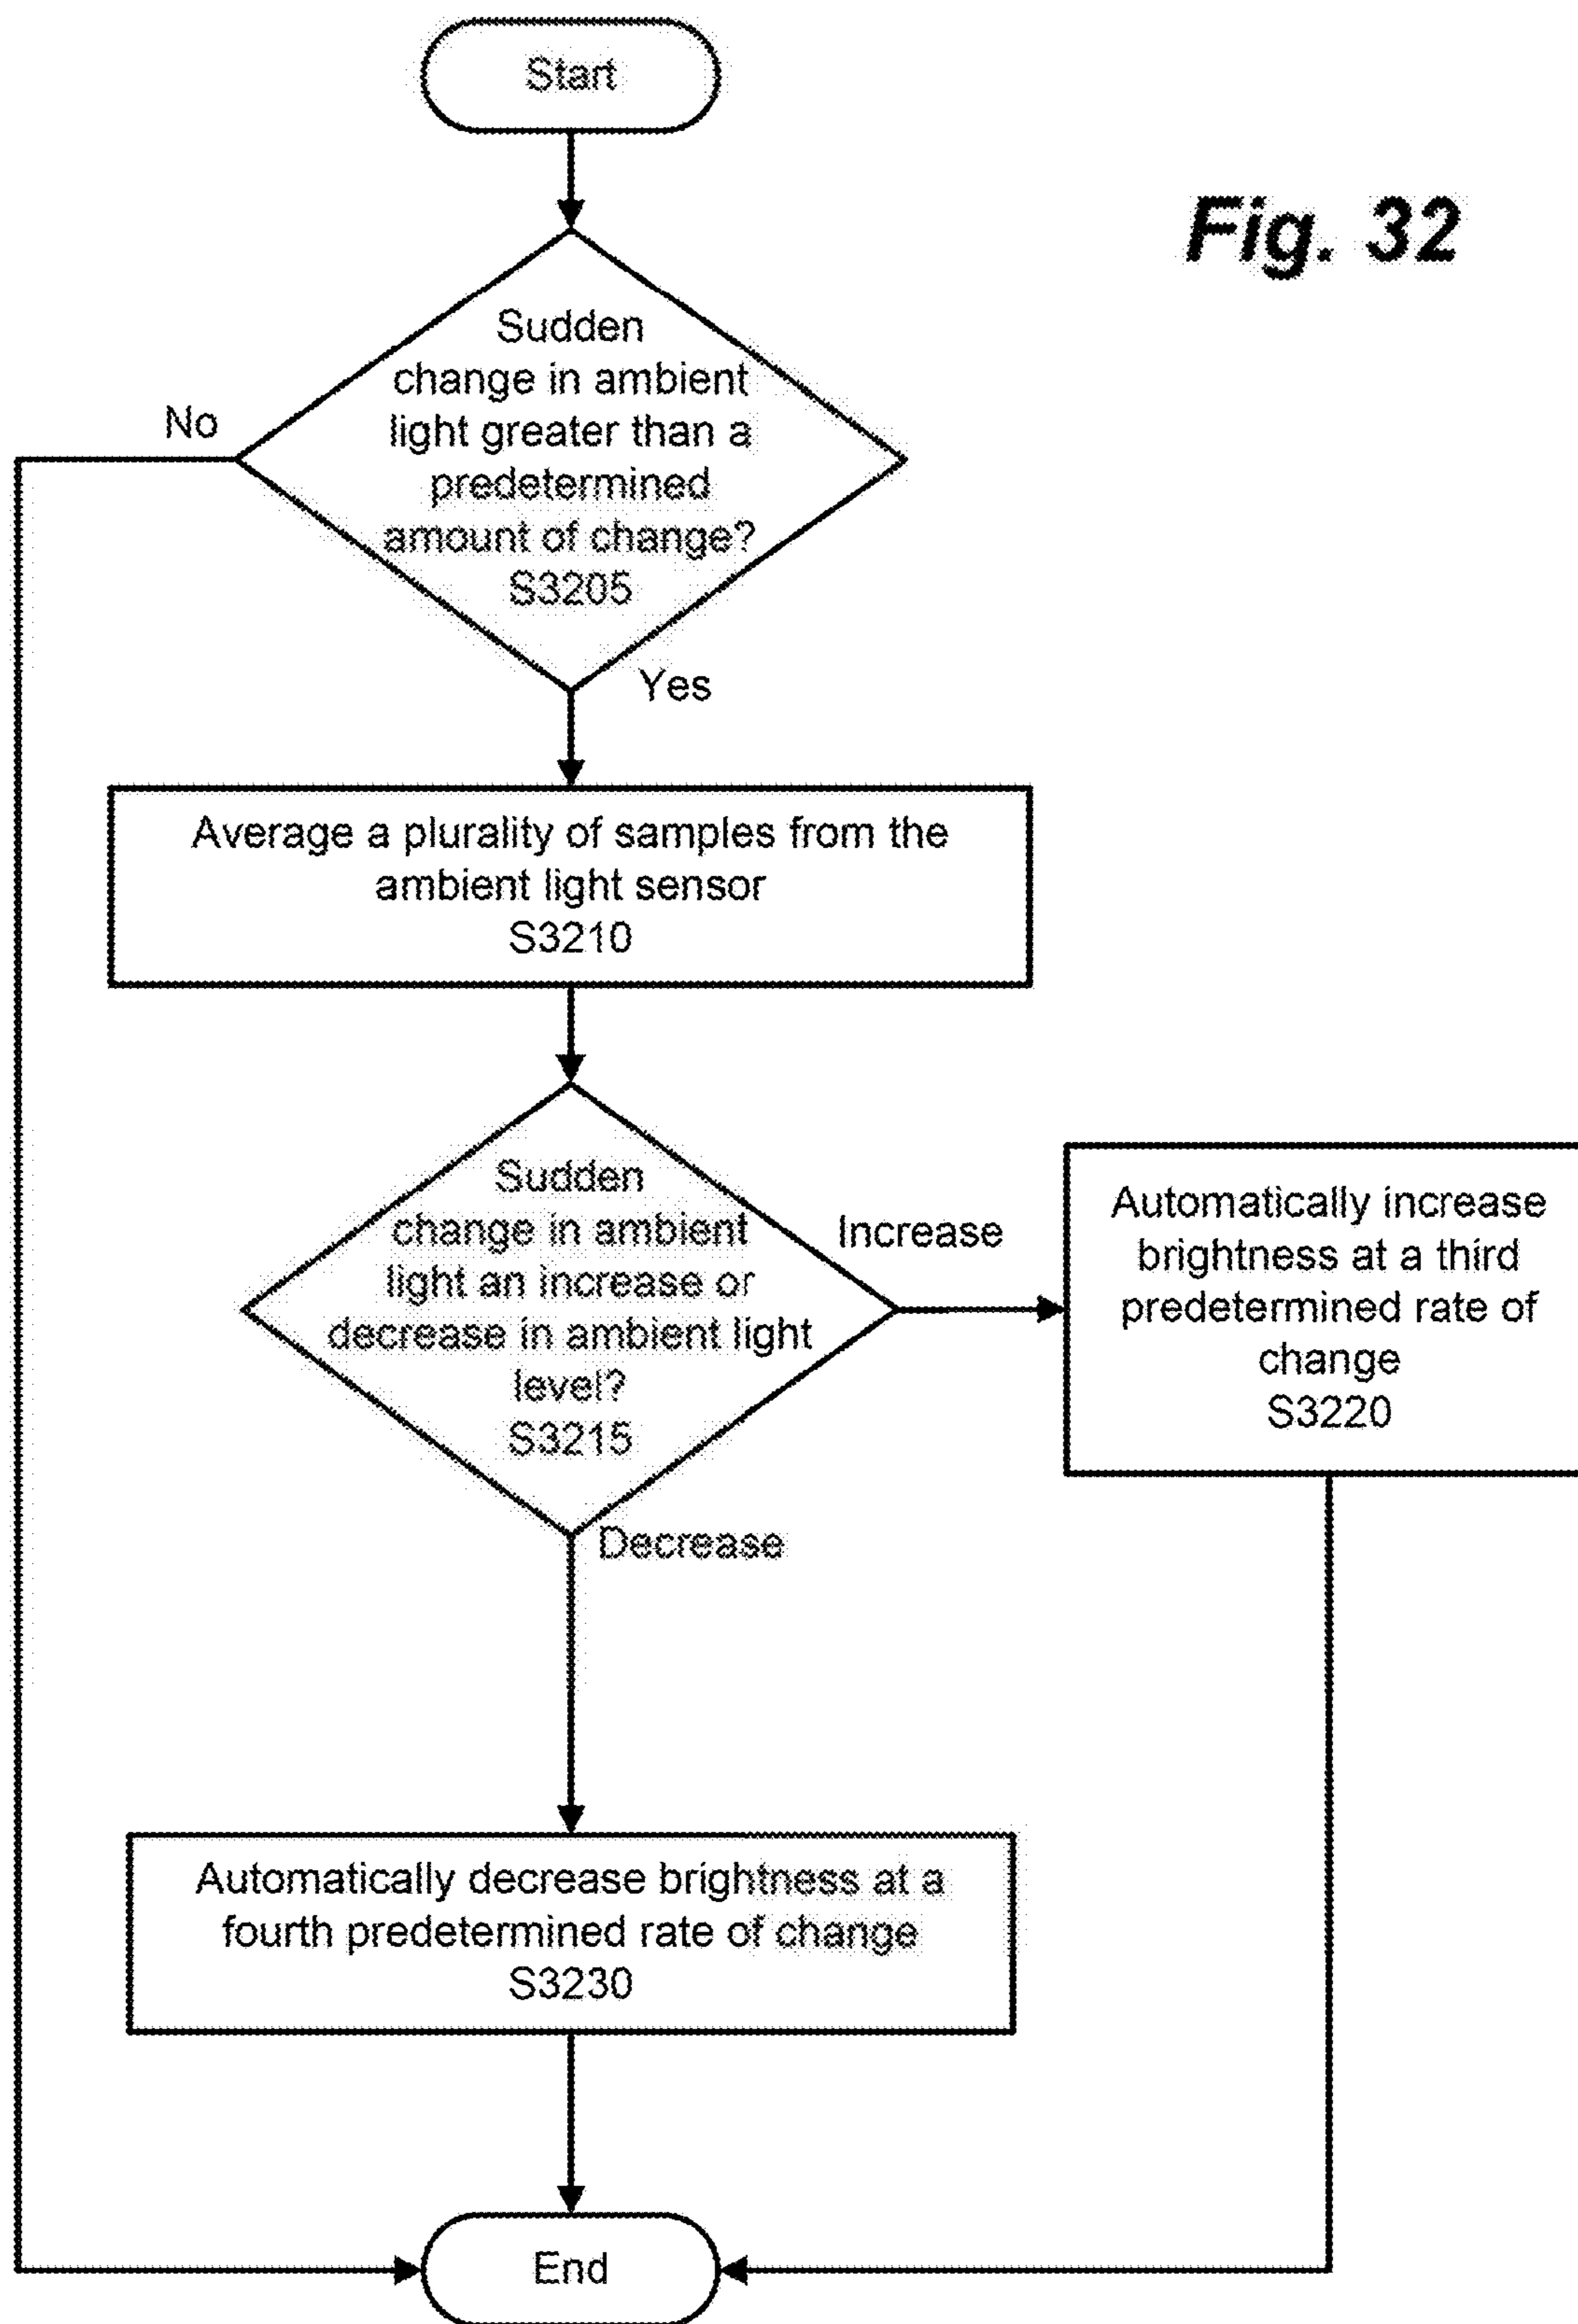 Start
Fig. 32
Sudden
change in ambient
light greater than a
predetermined
amount of change?
S3205
No
Yes
Average a plurality of samples from the
ambient light sensor
S3210
Sudden
change in ambient
light an increase or
decrease in ambient light
level?
S3215
Increase
Automatically increase
brightness at a third
predetermined rate of
change
S3220
Decrease
Automatically decrease brightness at a
fourth predetermined rate of change
S3230
End